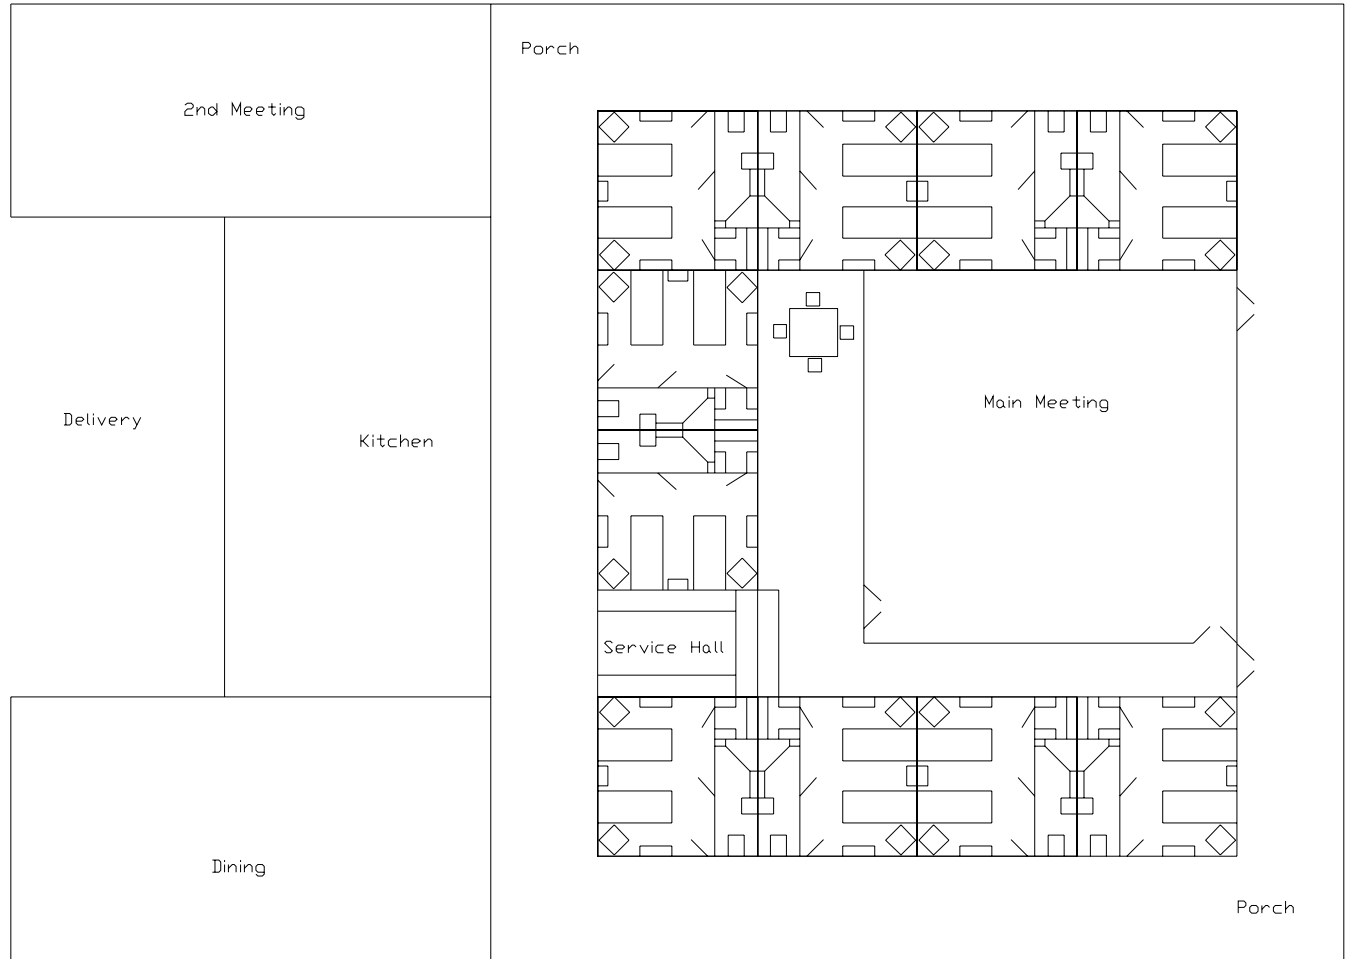 Porch
2nd Meeting
Main Meeting
Delivery
Kitchen
Service Hall
Dining
Porch